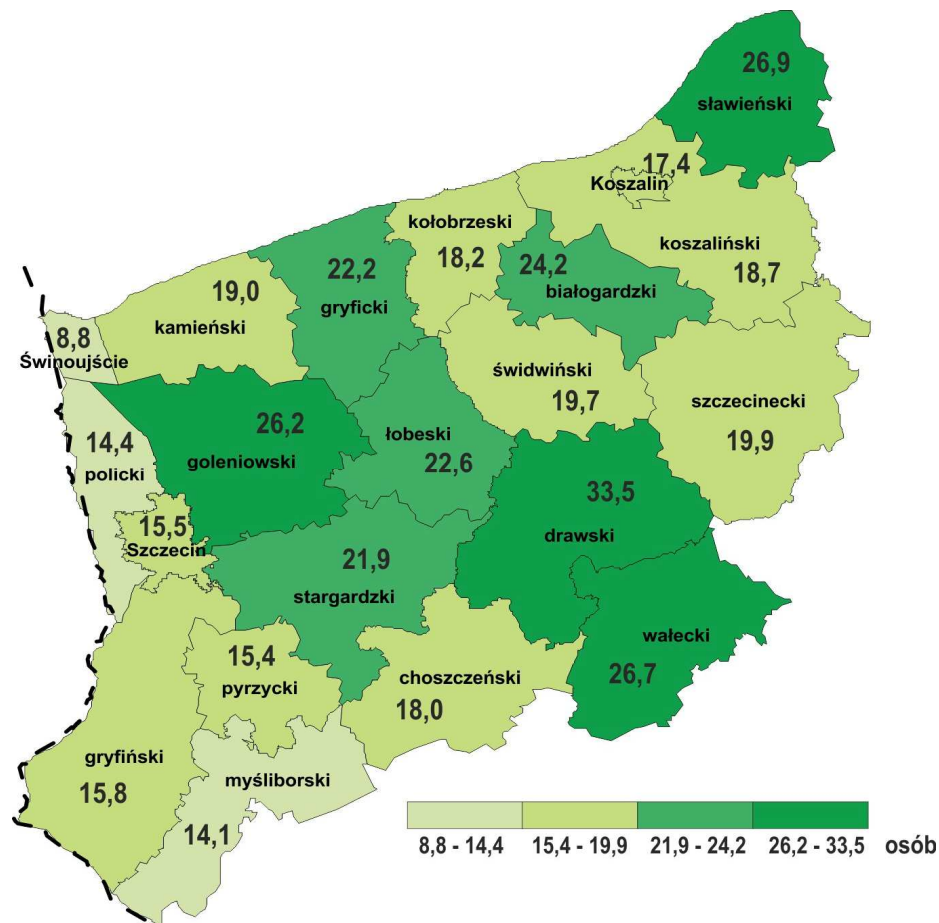 26,9
sławieński
17,4
Koszalin
kołobrzeski
18,2
koszaliński
18,7
24,2
białogardzki
22,2
gryficki
19,0
kamieński
8,8
Świnoujście
świdwiński
19,7
szczecinecki
19,9
26,2
goleniowski
łobeski
22,6
14,4
policki
33,5
drawski
15,5
Szczecin
21,9
stargardzki
wałecki
26,7
15,4
pyrzycki
choszczeński
18,0
gryfiński
15,8
myśliborski
14,1
8,8 - 14,4 15,4 - 19,9 21,9 - 24,2 26,2 - 33,5 osób